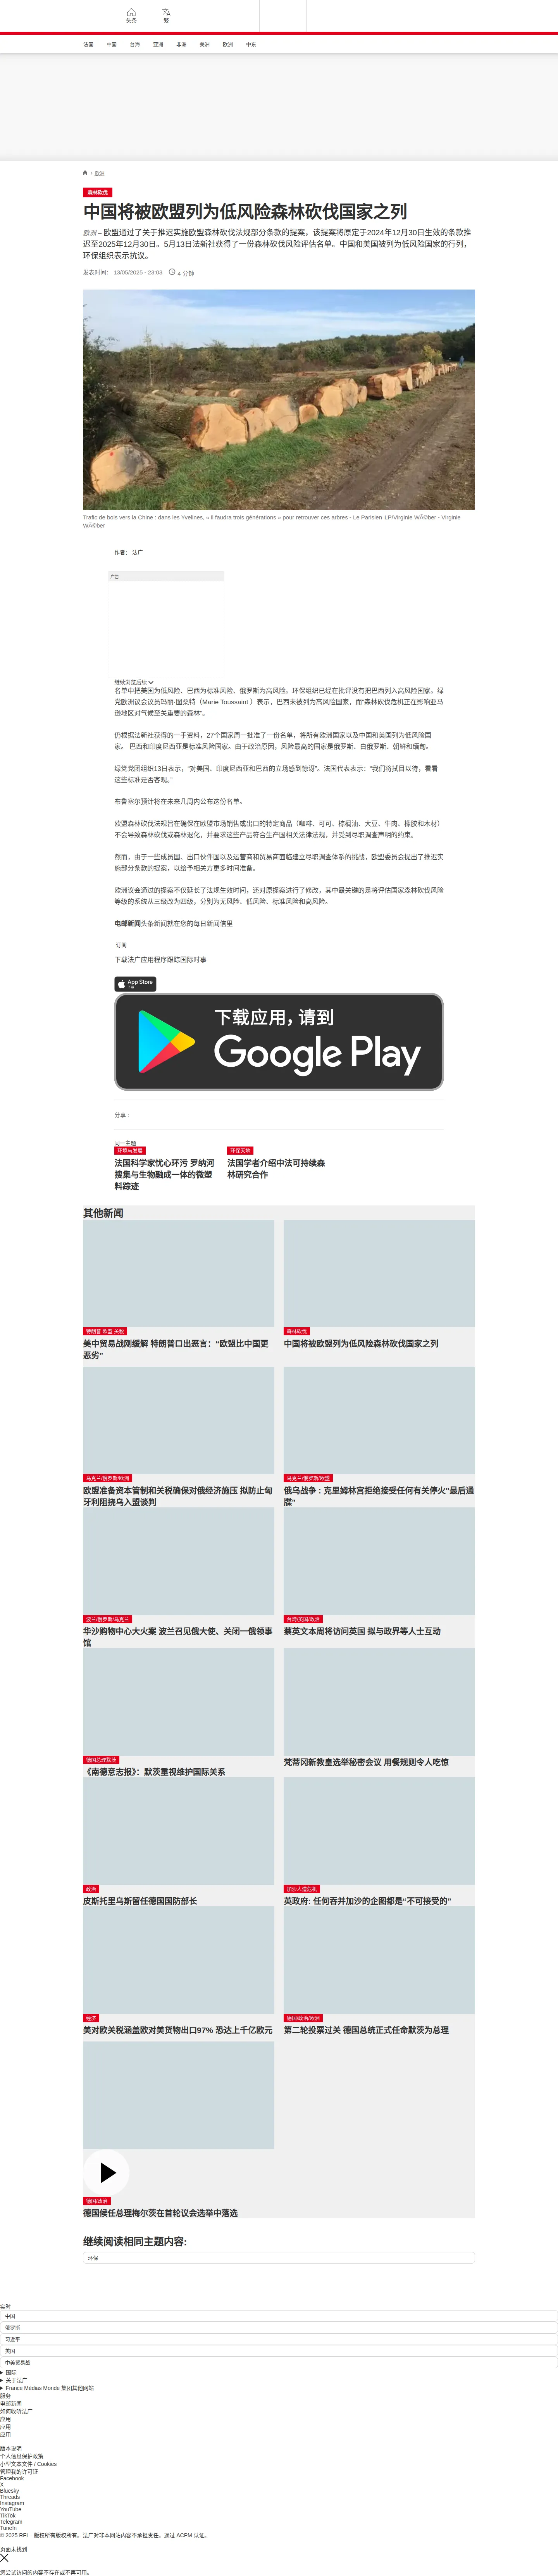 头条
繁
法國
中国
台海
亚洲
非洲
美洲
欧洲
中东
/ 欧洲
森林砍伐
中国将被欧盟列为低风险森林砍伐国家之列
欧洲 – 欧盟通过了关于推迟实施欧盟森林砍伐法规部分条款的提案，该提案将原定于2024年12月30日生效的条款推
迟至2025年12月30日。5月13日法新社获得了一份森林砍伐风险评估名单。中国和美国被列为低风险国家的行列，
环保组织表示抗议。
发表时间： 13/05/2025 - 23:03
4 分钟
Trafic de bois vers la Chine : dans les Yvelines, « il faudra trois générations » pour retrouver ces arbres - Le Parisien LP/Virginie WÃ©ber - Virginie
WÃ©ber
作者： 法广
广告
继续浏览后续
名单中把美国为低风险、巴西为标准风险、俄罗斯为高风险。环保组织已经在批评没有把巴西列入高风险国家。绿
党欧洲议会议员玛丽·图桑特（Marie Toussaint ）表示，巴西未被列为高风险国家，而“森林砍伐危机正在影响亚马
逊地区对气候至关重要的森林”。
仍根据法新社获得的一手资料，27个国家周一批准了一份名单，将所有欧洲国家以及中国和美国列为低风险国
家。 巴西和印度尼西亚是标准风险国家。由于政治原因，风险最高的国家是俄罗斯、白俄罗斯、朝鲜和缅甸。
绿党党团组织13日表示，“对美国、印度尼西亚和巴西的立场感到惊讶”。法国代表表示：“我们将拭目以待，看看
这些标准是否客观。”
布鲁塞尔预计将在未来几周内公布这份名单。
欧盟森林砍伐法规旨在确保在欧盟市场销售或出口的特定商品（咖啡、可可、棕榈油、大豆、牛肉、橡胶和木材）
不会导致森林砍伐或森林退化，并要求这些产品符合生产国相关法律法规，并受到尽职调查声明的约束。
然而，由于一些成员国、出口伙伴国以及运营商和贸易商面临建立尽职调查体系的挑战，欧盟委员会提出了推迟实
施部分条款的提案，以给予相关方更多时间准备。
欧洲议会通过的提案不仅延长了法规生效时间，还对原提案进行了修改，其中最关键的是将评估国家森林砍伐风险
等级的系统从三级改为四级，分别为无风险、低风险、标准风险和高风险。
电邮新闻头条新闻就在您的每日新闻信里
订阅
下载法广应用程序跟踪国际时事
App Store
下载
下载应用，请到
Google Play
分享 :
同一主题
环境与发展
法国科学家忧心环污 罗纳河
搜集与生物融成一体的微塑
料踪迹
环保天地
法国学者介绍中法可持续森
林研究合作
其他新闻
特朗普 欧盟 关税
美中贸易战刚缓解 特朗普口出恶言：“欧盟比中国更
恶劣”
森林砍伐
中国将被欧盟列为低风险森林砍伐国家之列
乌克兰/俄罗斯/欧洲
欧盟准备资本管制和关税确保对俄经济施压 拟防止匈
牙利阻挠乌入盟谈判
乌克兰/俄罗斯/欧盟
俄乌战争：克里姆林宫拒绝接受任何有关停火"最后通
牒"
波兰/俄罗斯/乌克兰
华沙购物中心大火案 波兰召见俄大使、关闭一俄领事
馆
台湾/英国/政治
蔡英文本周将访问英国 拟与政界等人士互动
德国总理默茨
《南德意志报》：默茨重视维护国际关系
梵蒂冈新教皇选举秘密会议 用餐规则令人吃惊
政治
皮斯托里乌斯留任德国国防部长
加沙人道危机
英政府: 任何吞并加沙的企图都是"不可接受的"
经济
美对欧关税涵盖欧对美货物出口97% 恐达上千亿欧元
德国/政治/欧洲
第二轮投票过关 德国总统正式任命默茨为总理
德国/政治
德国候任总理梅尔茨在首轮议会选举中落选
继续阅读相同主题内容:
环保
实时
中国
俄罗斯
习近平
美国
中美贸易战
国际
关于法广
France Médias Monde 集团其他网站
服务
电邮新闻
如何收听法广
应用
应用
应用
版本说明
个人信息保护政策
小型文本文件 / Cookies
管理我的许可证
Facebook
X
Bluesky
Threads
Instagram
YouTube
TikTok
Telegram
TuneIn
© 2025 RFI – 版权所有版权所有。法广对非本网站内容不承担责任。通过 ACPM 认证。
页面未找到
您尝试访问的内容不存在或不再可用。